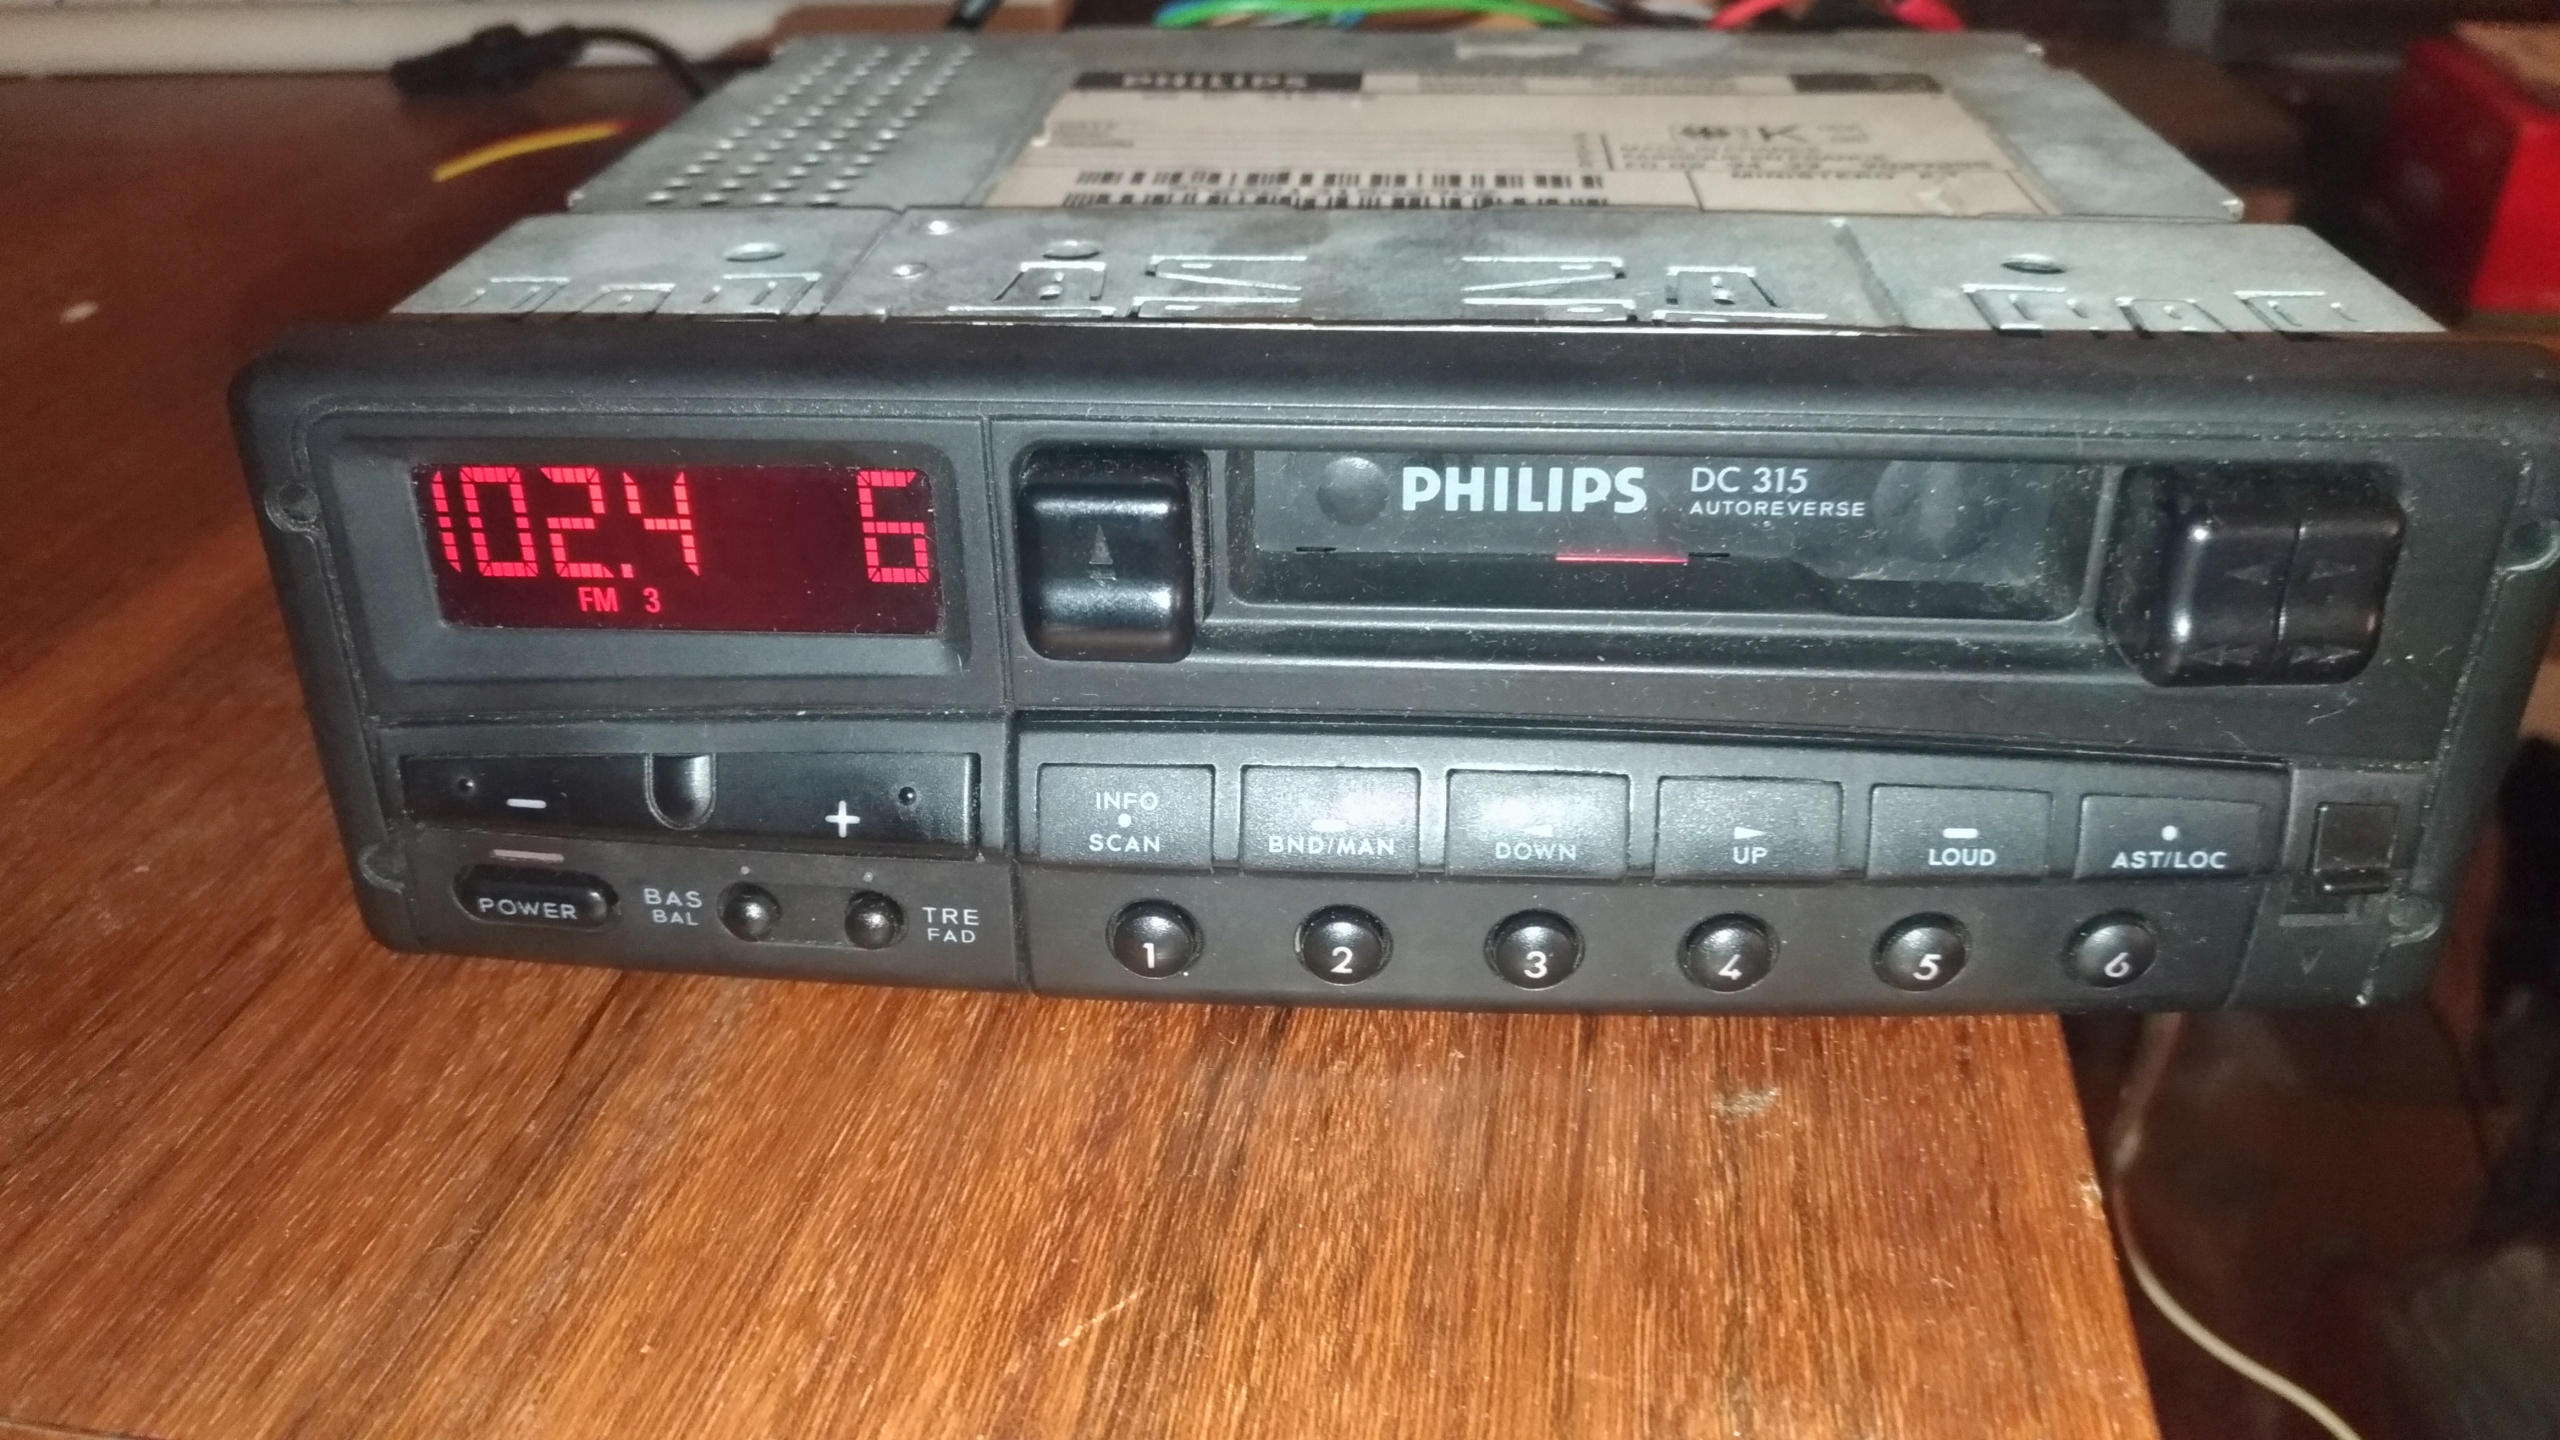 PHILIPS
K
MINISTERO
102.4 6
FM 3
PHILIPS DC 315
AUTOREVERSE
- +
INFO
SCAN
BND/MAN
DOWN
UP
LOUD
AST/LOC
POWER
BAS
BAL
TRE
FAD
1 2 3 4 5 6